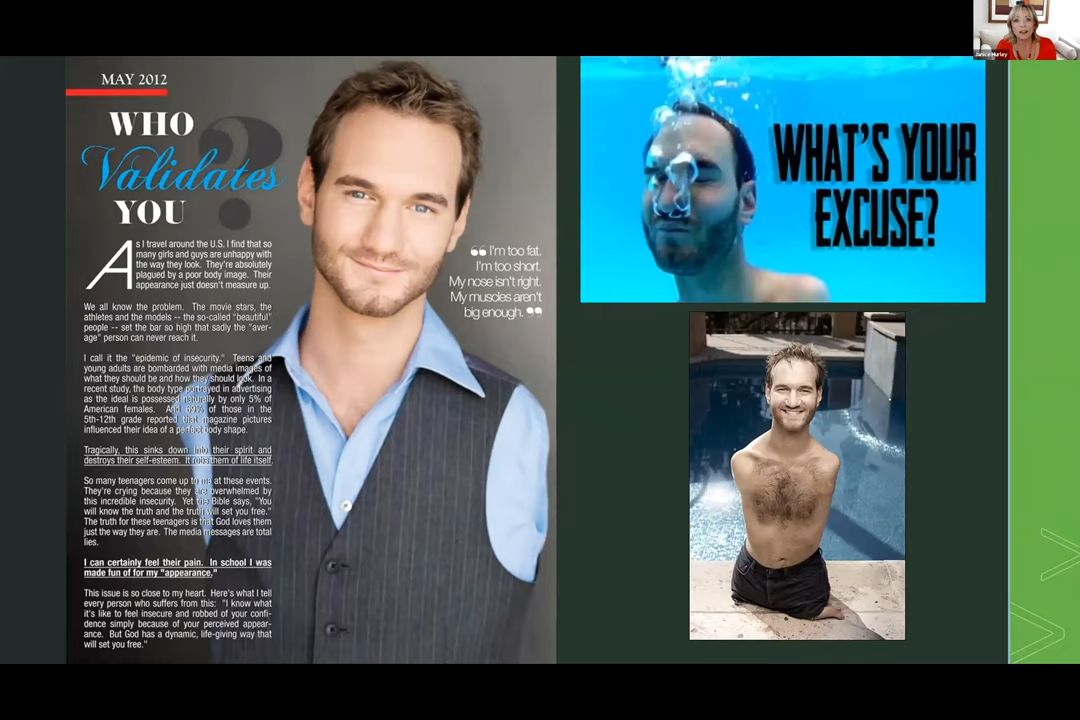 Janice Hurley
MAY 2012
WHO
Validates
YOU
?
As I travel around the U.S. I find that so
many girls and guys are unhappy with
the way they look. They're absolutely
plagued by a poor body image. Their
appearance just doesn't measure up.
We all know the problem. The movie stars, the
athletes and the models -- the so-called "beautiful"
people -- set the bar so high that sadly the "aver-
age" person can never reach it.
I call it the "epidemic of insecurity." Teens and
young adults are bombarded with media images of
what they should be and how they should look. In a
recent study, the body type portrayed in advertising
as the ideal is possessed naturally by only 5% of
American females. And 69% of those in the
5th-12th grade reported that magazine pictures
influenced their idea of a perfect body shape.
Tragically, this sinks down into their spirit and
destroys their self-esteem. It robs them of life itself.
So many teenagers come up to me at these events.
They're crying because they are overwhelmed by
this incredible insecurity. Yet the Bible says, "You
will know the truth and the truth will set you free."
The truth for these teenagers is that God loves them
just the way they are. The media messages are total
lies.
I can certainly feel their pain. In school I was
made fun of for my "appearance."
This issue is so close to my heart. Here's what I tell
every person who suffers from this: "I know what
it's like to feel insecure and robbed of your confi-
dence simply because of your perceived appear-
ance. But God has a dynamic, life-giving way that
will set you free."
“ I'm too fat.
I'm too short.
My nose isn't right.
My muscles aren't
big enough. ”
WHAT'S YOUR
EXCUSE?